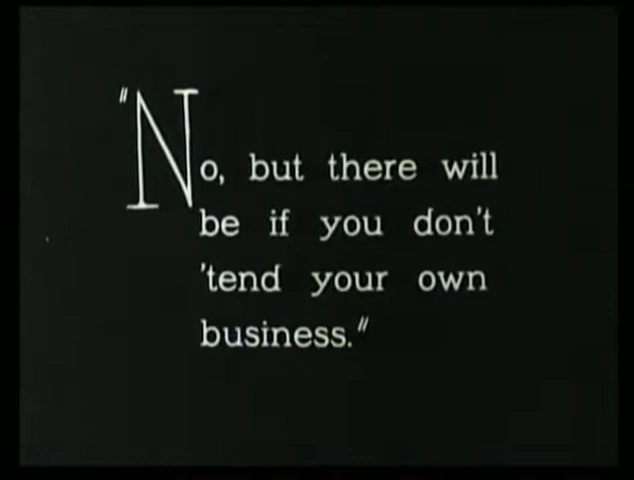 "No, but there will
be if you don't
'tend your own
business."